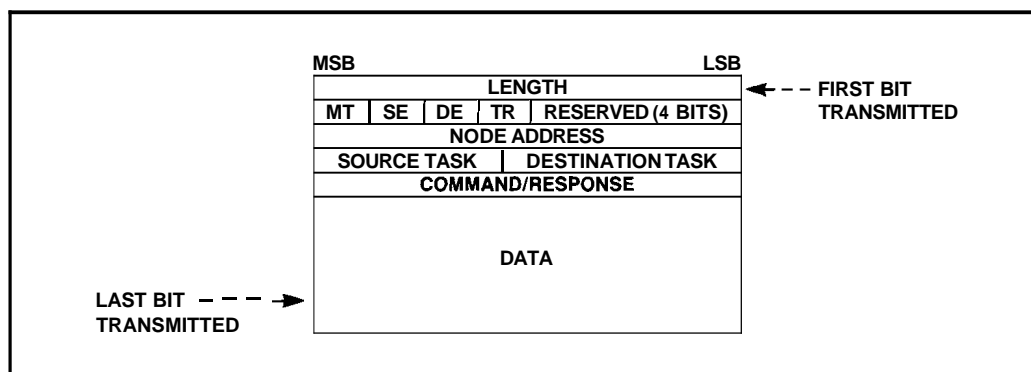 MSB LSB
LENGTH
FIRST BIT
TRANSMITTED
MT SE DE TR RESERVED (4 BITS)
NODE ADDRESS
SOURCE TASK DESTINATION TASK
COMMAND/RESPONSE
DATA
LAST BIT
TRANSMITTED